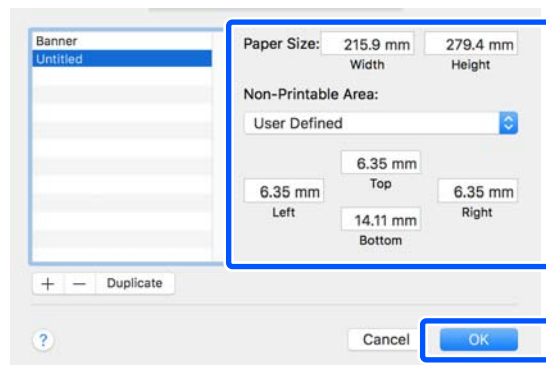 Banner
Untitled
Paper Size: 215.9 mm 279.4 mm
Width Height
Non-Printable Area:
User Defined
6.35 mm
Top
6.35 mm 6.35 mm
Left Right
14.11 mm
Bottom
+ − Duplicate
? Cancel OK